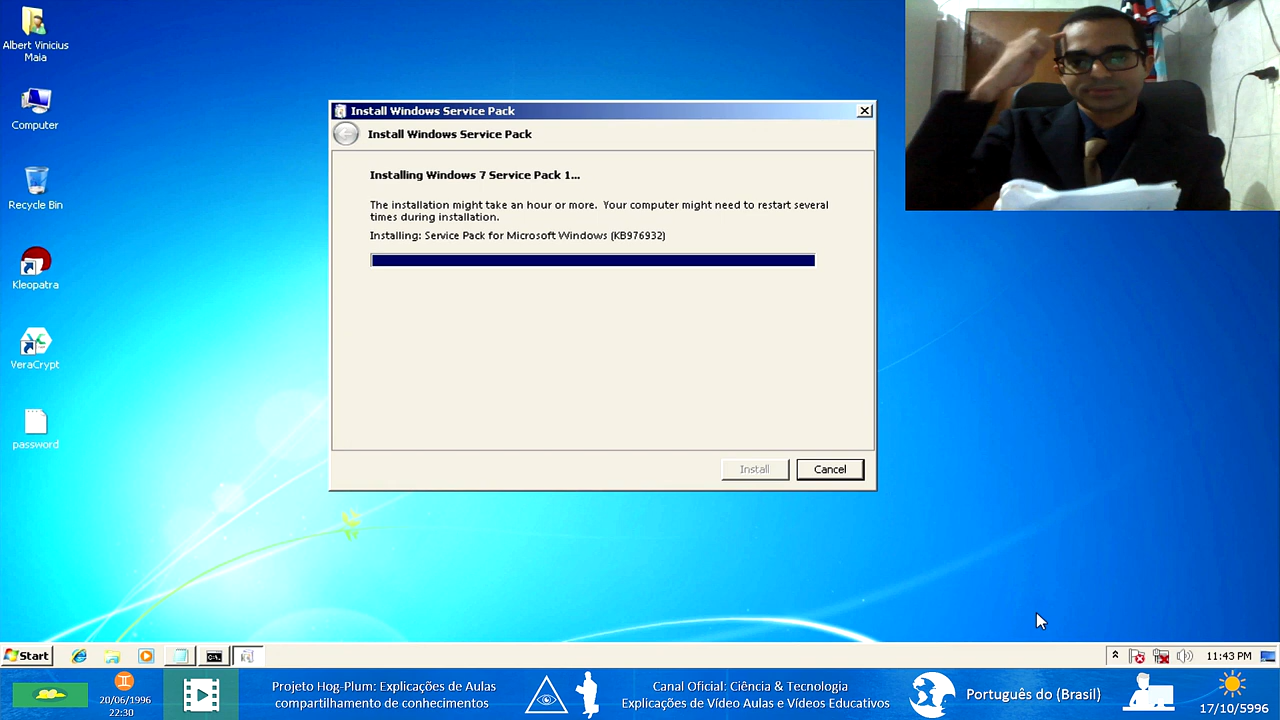 Albert Vinicius
Maia
Computer
Recycle Bin
Kleopatra
VeraCrypt
password
Install Windows Service Pack
Install Windows Service Pack
Installing Windows 7 Service Pack 1...
The installation might take an hour or more. Your computer might need to restart several
times during installation.
Installing: Service Pack for Microsoft Windows (KB976932)
Install
Cancel
Start
C:\.
11:43 PM
20/06/1996
22:30
Projeto Hog-Plum: Explicações de Aulas
compartilhamento de conhecimentos
Canal Oficial: Ciência & Tecnologia
Explicações de Vídeo Aulas e Vídeos Educativos
Português do (Brasil)
17/10/5996